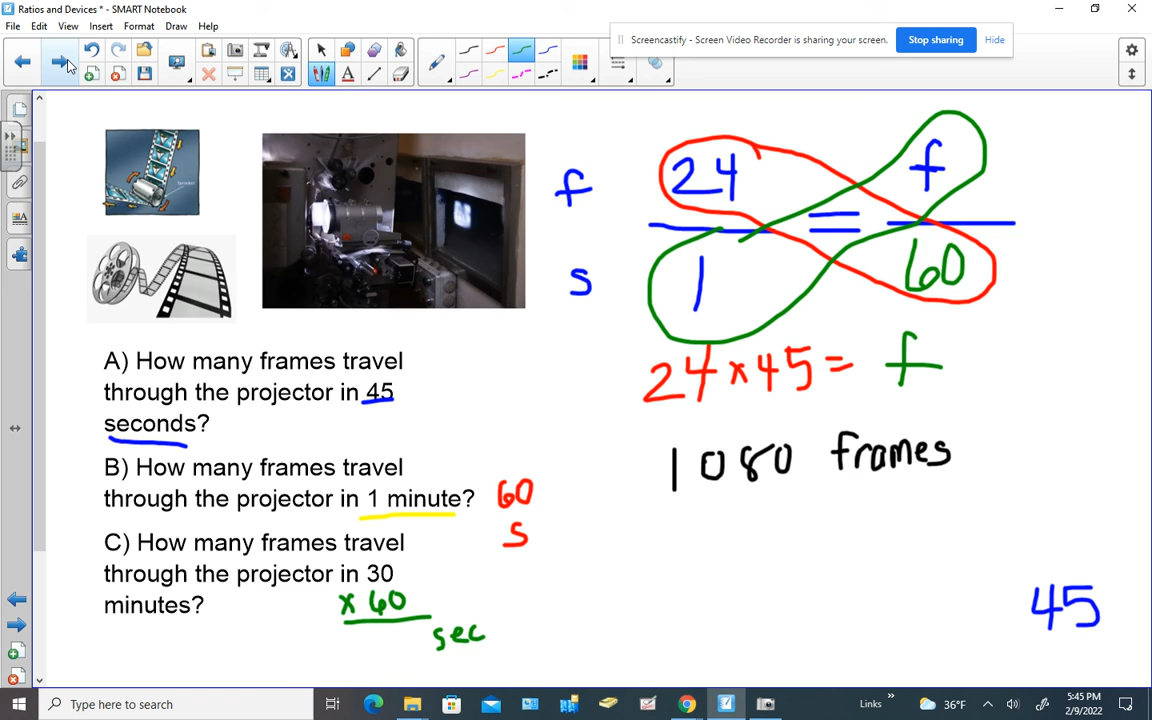 Ratios and Devices * - SMART Notebook
File Edit View Insert Format Draw Help
Screencastify - Screen Video Recorder is sharing your screen. Stop sharing Hide
f 24 = f
s 1 60
24 x 45 = f
1080 frames
A) How many frames travel
through the projector in 45
seconds?
B) How many frames travel
through the projector in 1 minute? 60
s
C) How many frames travel
through the projector in 30
minutes? x 60
sec
45
Type here to search
Links
36°F
5:45 PM
2/9/2022